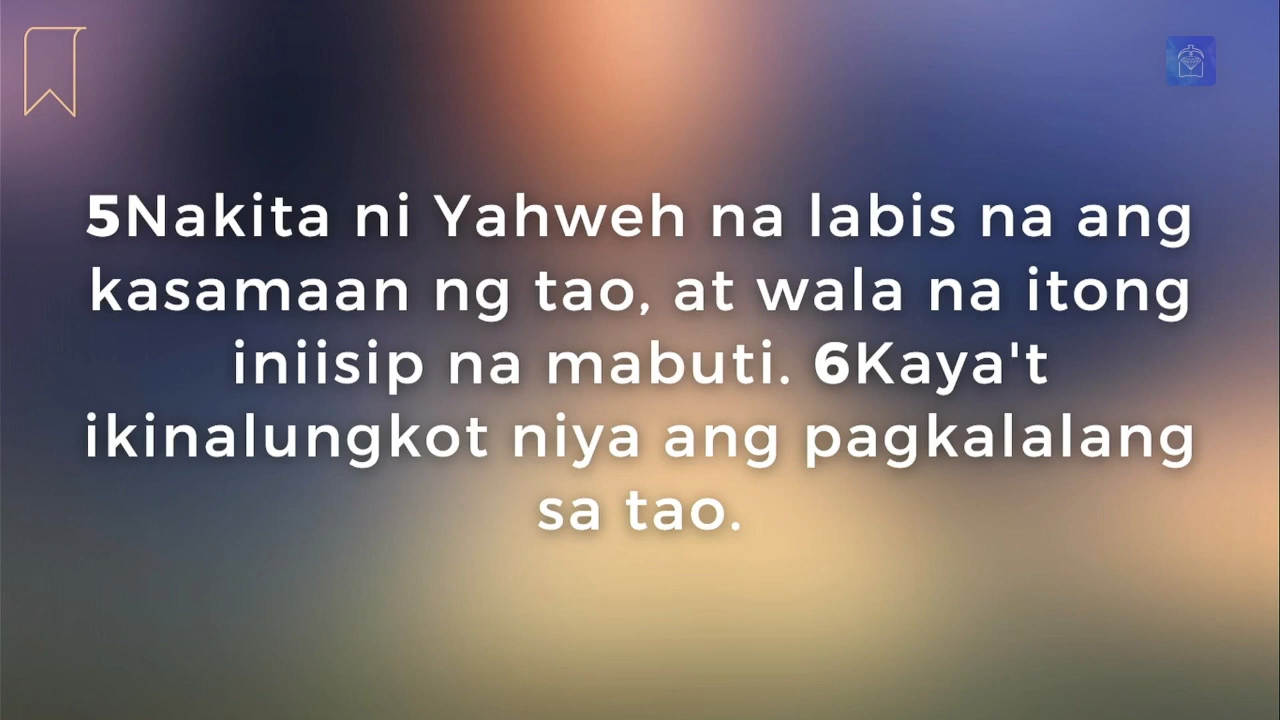 5Nakita ni Yahweh na labis na ang
kasamaan ng tao, at wala na itong
iniisip na mabuti. 6Kaya't
ikinalungkot niya ang pagkalalang
sa tao.